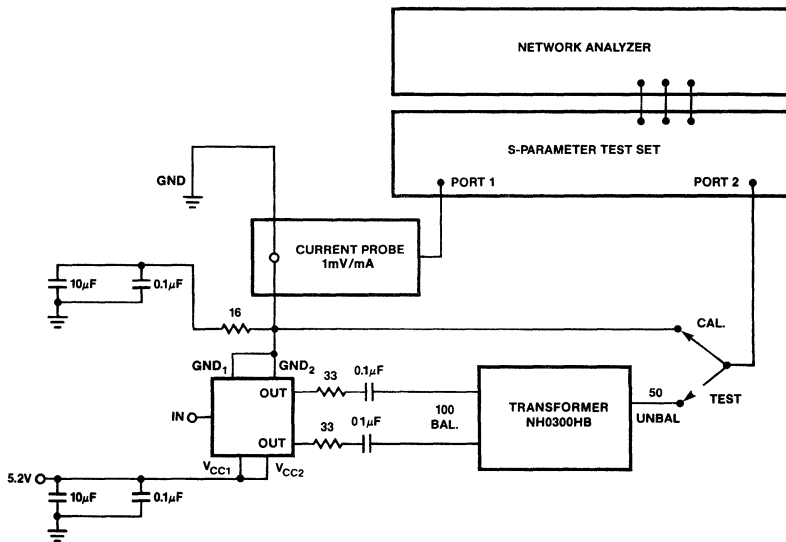 NETWORK ANALYZER
S-PARAMETER TEST SET
PORT 1
PORT 2
GND
CURRENT PROBE
1mV/mA
10μF
0.1μF
16
CAL.
GND1
GND2
33
0.1μF
OUT
IN
50
TEST
TRANSFORMER
NH0300HB
UNBAL
100
BAL.
33
0 1μF
OUT
VCC1
VCC2
5.2V
10μF
0.1μF